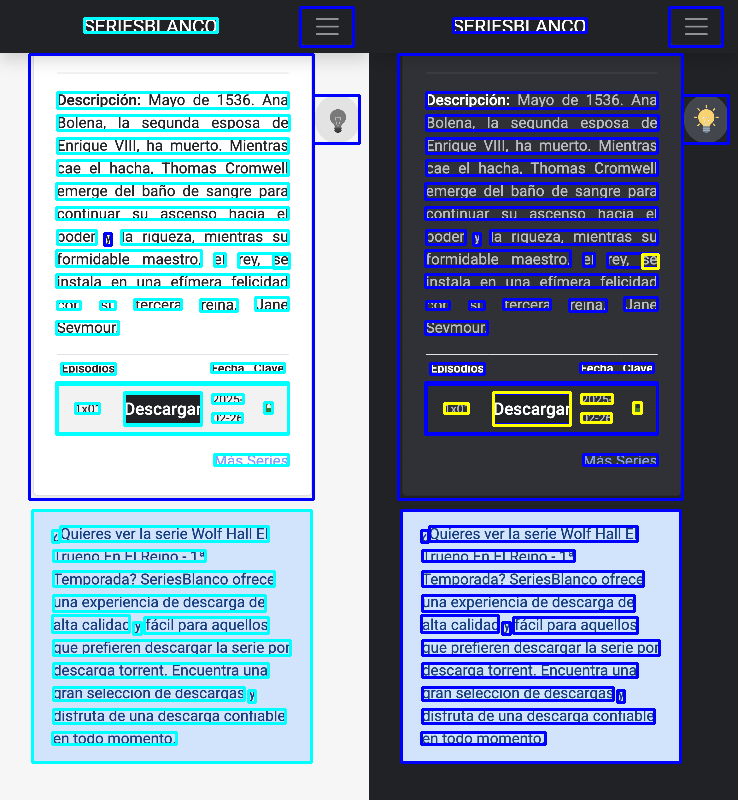 SERIESBLANCO
Descripción: Mayo de 1536. Ana
Bolena, la segunda esposa de
Enrique VIII, ha muerto. Mientras
cae el hacha, Thomas Cromwell
emerge del baño de sangre para
continuar su ascenso hacia el
poder y la riqueza, mientras su
formidable maestro, el rey, se
instala en una efímera felicidad
con su tercera reina, Jane
Seymour.
Episodios Fecha Clave
1x01 Descargar 2025-
02-26
Más Series
¿Quieres ver la serie Wolf Hall El
Trueno En El Reino - 1ª
Temporada? SeriesBlanco ofrece
una experiencia de descarga de
alta calidad y fácil para aquellos
que prefieren descargar la serie por
descarga torrent. Encuentra una
gran selección de descargas y
disfruta de una descarga confiable
en todo momento.
SERIESBLANCO
Descripción: Mayo de 1536. Ana
Bolena, la segunda esposa de
Enrique VIII, ha muerto. Mientras
cae el hacha, Thomas Cromwell
emerge del baño de sangre para
continuar su ascenso hacia el
poder y la riqueza, mientras su
formidable maestro, el rey, se
instala en una efímera felicidad
con su tercera reina, Jane
Seymour.
Episodios Fecha Clave
1x01 Descargar 2025-
02-26
Más Series
¿Quieres ver la serie Wolf Hall El
Trueno En El Reino - 1ª
Temporada? SeriesBlanco ofrece
una experiencia de descarga de
alta calidad y fácil para aquellos
que prefieren descargar la serie por
descarga torrent. Encuentra una
gran selección de descargas y
disfruta de una descarga confiable
en todo momento.